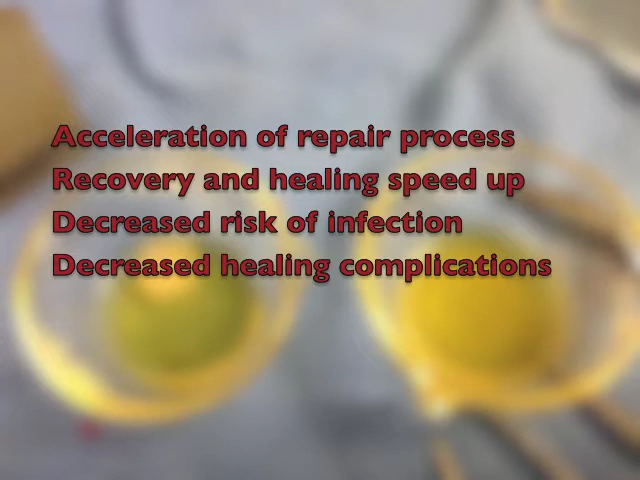 Acceleration of repair process
Recovery and healing speed up
Decreased risk of infection
Decreased healing complications